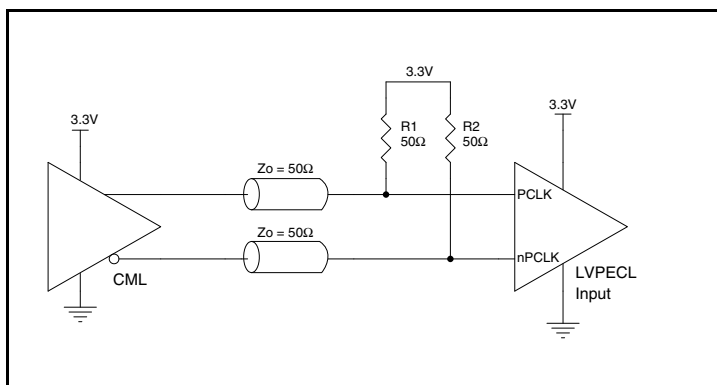 3.3V
3.3V
3.3V
R1
50Ω
R2
50Ω
Zo = 50Ω
Zo = 50Ω
PCLK
nPCLK
CML
LVPECL
Input